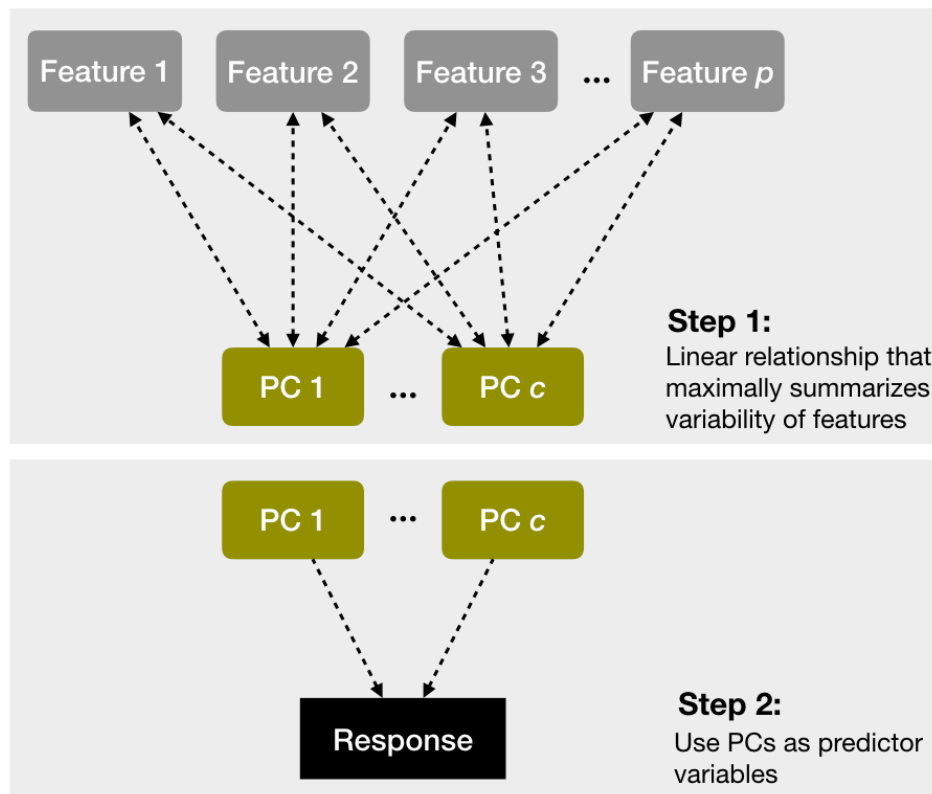 Feature 1
Feature 2
Feature 3
...
Feature p
PC 1
...
PC c
Step 1:
Linear relationship that
maximally summarizes
variability of features
PC 1
...
PC c
Response
Step 2:
Use PCs as predictor
variables